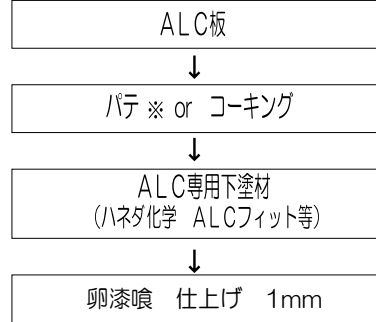 ALC板
↓
パテ ※ or コーキング
↓
ALC専用下塗材
（ハネダ化学 ALCフィット等）
↓
卵漆喰 仕上げ 1mm